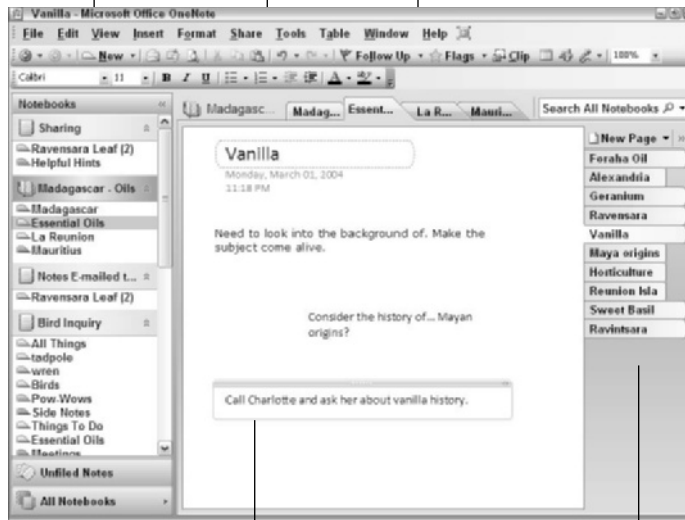 Vanilla - Microsoft Office OneNote
File Edit View Insert Format Share Tools Table Window Help
New Follow Up Flags Clip 100%
Calibri 11 B I U A
Notebooks «
Madagasc... Madag... Essent... La R... Mauri... Search All Notebooks
Sharing
Ravensara Leaf (2)
Helpful Hints
Madagascar - Oils
Madagascar
Essential Oils
La Reunion
Mauritius
Notes E-mailed t...
Ravensara Leaf (2)
Bird Inquiry
All Things
tadpole
wren
Birds
Pow-Wows
Side Notes
Things To Do
Essential Oils
Meetings
Unfiled Notes
All Notebooks
Vanilla
Monday, March 01, 2004
11:18 PM
Need to look into the background of. Make the
subject come alive.
Consider the history of... Mayan
origins?
Call Charlotte and ask her about vanilla history.
New Page
Foraha Oil
Alexandria
Geranium
Ravensara
Vanilla
Maya origins
Horticulture
Reunion Isla
Sweet Basil
Ravintsara